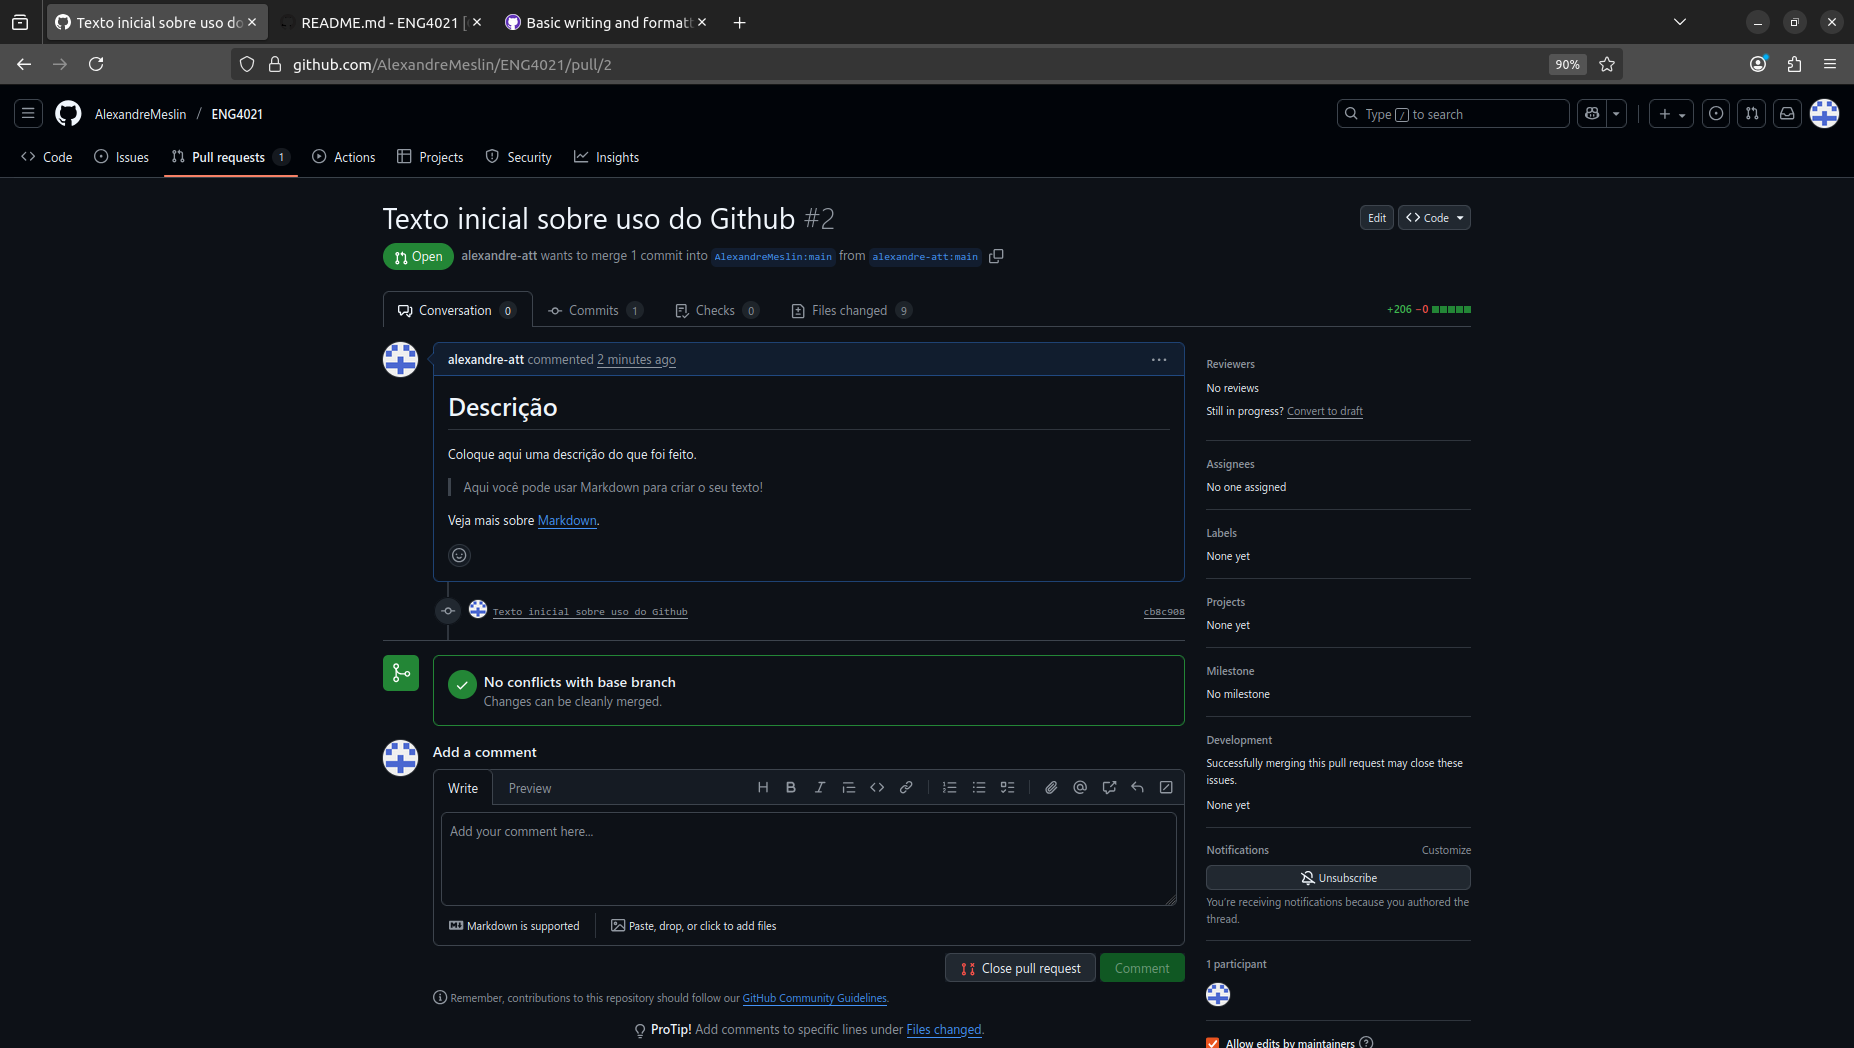 Texto inicial sobre uso do
README.md - ENG4021 [
Basic writing and formatt
github.com/AlexandreMeslin/ENG4021/pull/2
90%
AlexandreMeslin / ENG4021
Type / to search
Code
Issues
Pull requests 1
Actions
Projects
Security
Insights
Texto inicial sobre uso do Github #2
Edit
Code
Open
alexandre-att wants to merge 1 commit into AlexandreMeslin:main from alexandre-att:main
Conversation 0
Commits 1
Checks 0
Files changed 9
+206 −0
alexandre-att commented 2 minutes ago
Descrição
Coloque aqui uma descrição do que foi feito.
Aqui você pode usar Markdown para criar o seu texto!
Veja mais sobre Markdown.
Texto inicial sobre uso do Github
cb8c908
No conflicts with base branch
Changes can be cleanly merged.
Add a comment
Write
Preview
Add your comment here...
Markdown is supported
Paste, drop, or click to add files
Close pull request
Comment
Remember, contributions to this repository should follow our GitHub Community Guidelines.
ProTip! Add comments to specific lines under Files changed.
Reviewers
No reviews
Still in progress? Convert to draft
Assignees
No one assigned
Labels
None yet
Projects
None yet
Milestone
No milestone
Development
Successfully merging this pull request may close these
issues.
None yet
Notifications
Customize
Unsubscribe
You're receiving notifications because you authored the
thread.
1 participant
Allow edits by maintainers